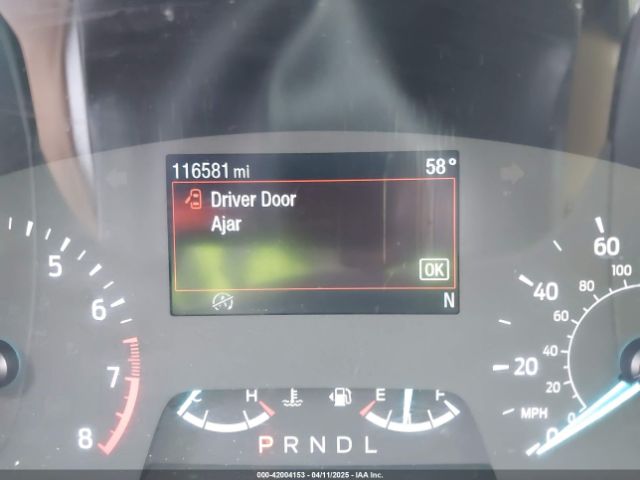 116581 mi 58°
Driver Door
Ajar
OK
N
5
6
7
8
C H
E F
PRNDL
60
40
20
0
MPH
100
80
60
40
20
0
000-42004153 - 04/11/2025 - IAA Inc.